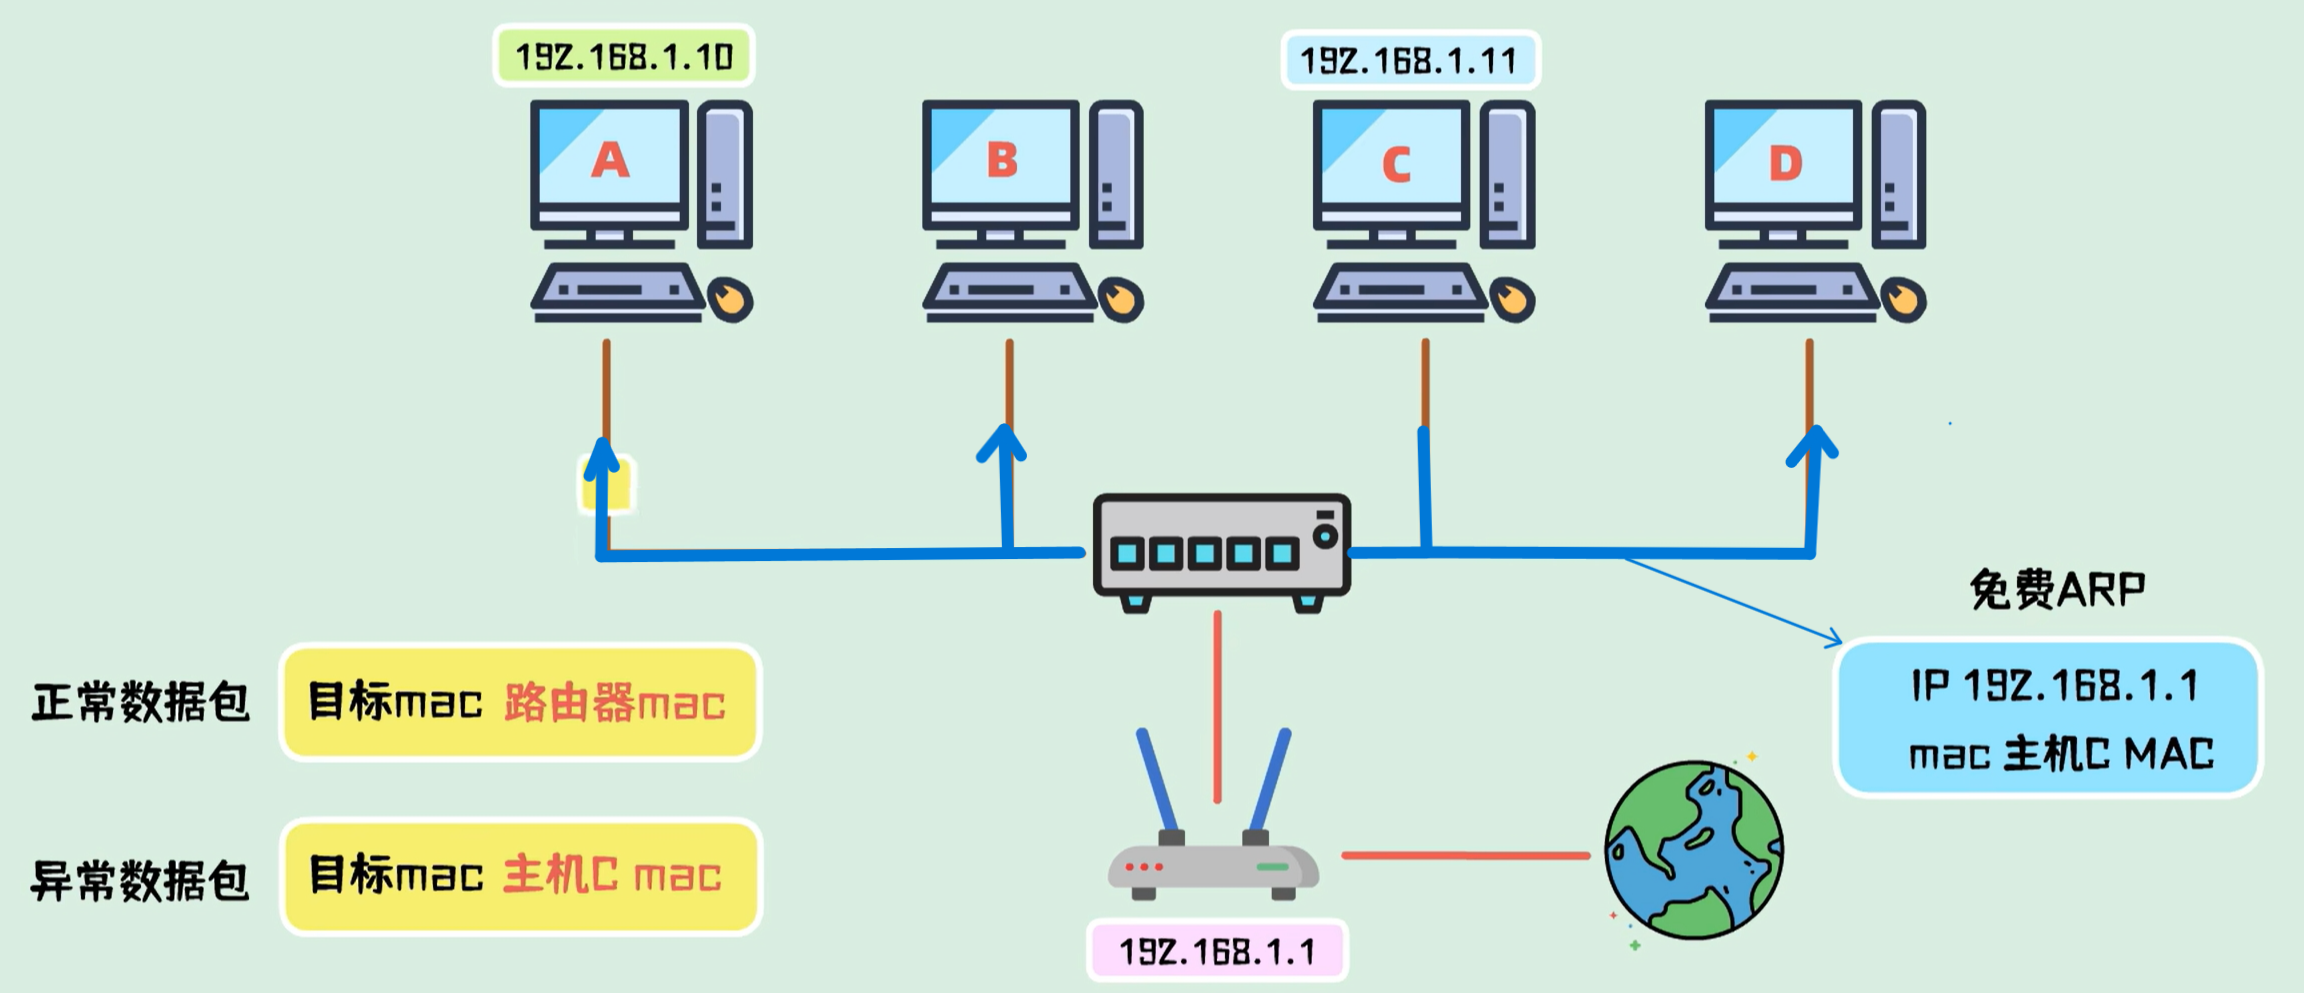 192.168.1.10
192.168.1.11
A
B
C
D
免费ARP
IP 192.168.1.1
mac 主机C MAC
正常数据包
目标mac 路由器mac
异常数据包
目标mac 主机C mac
192.168.1.1